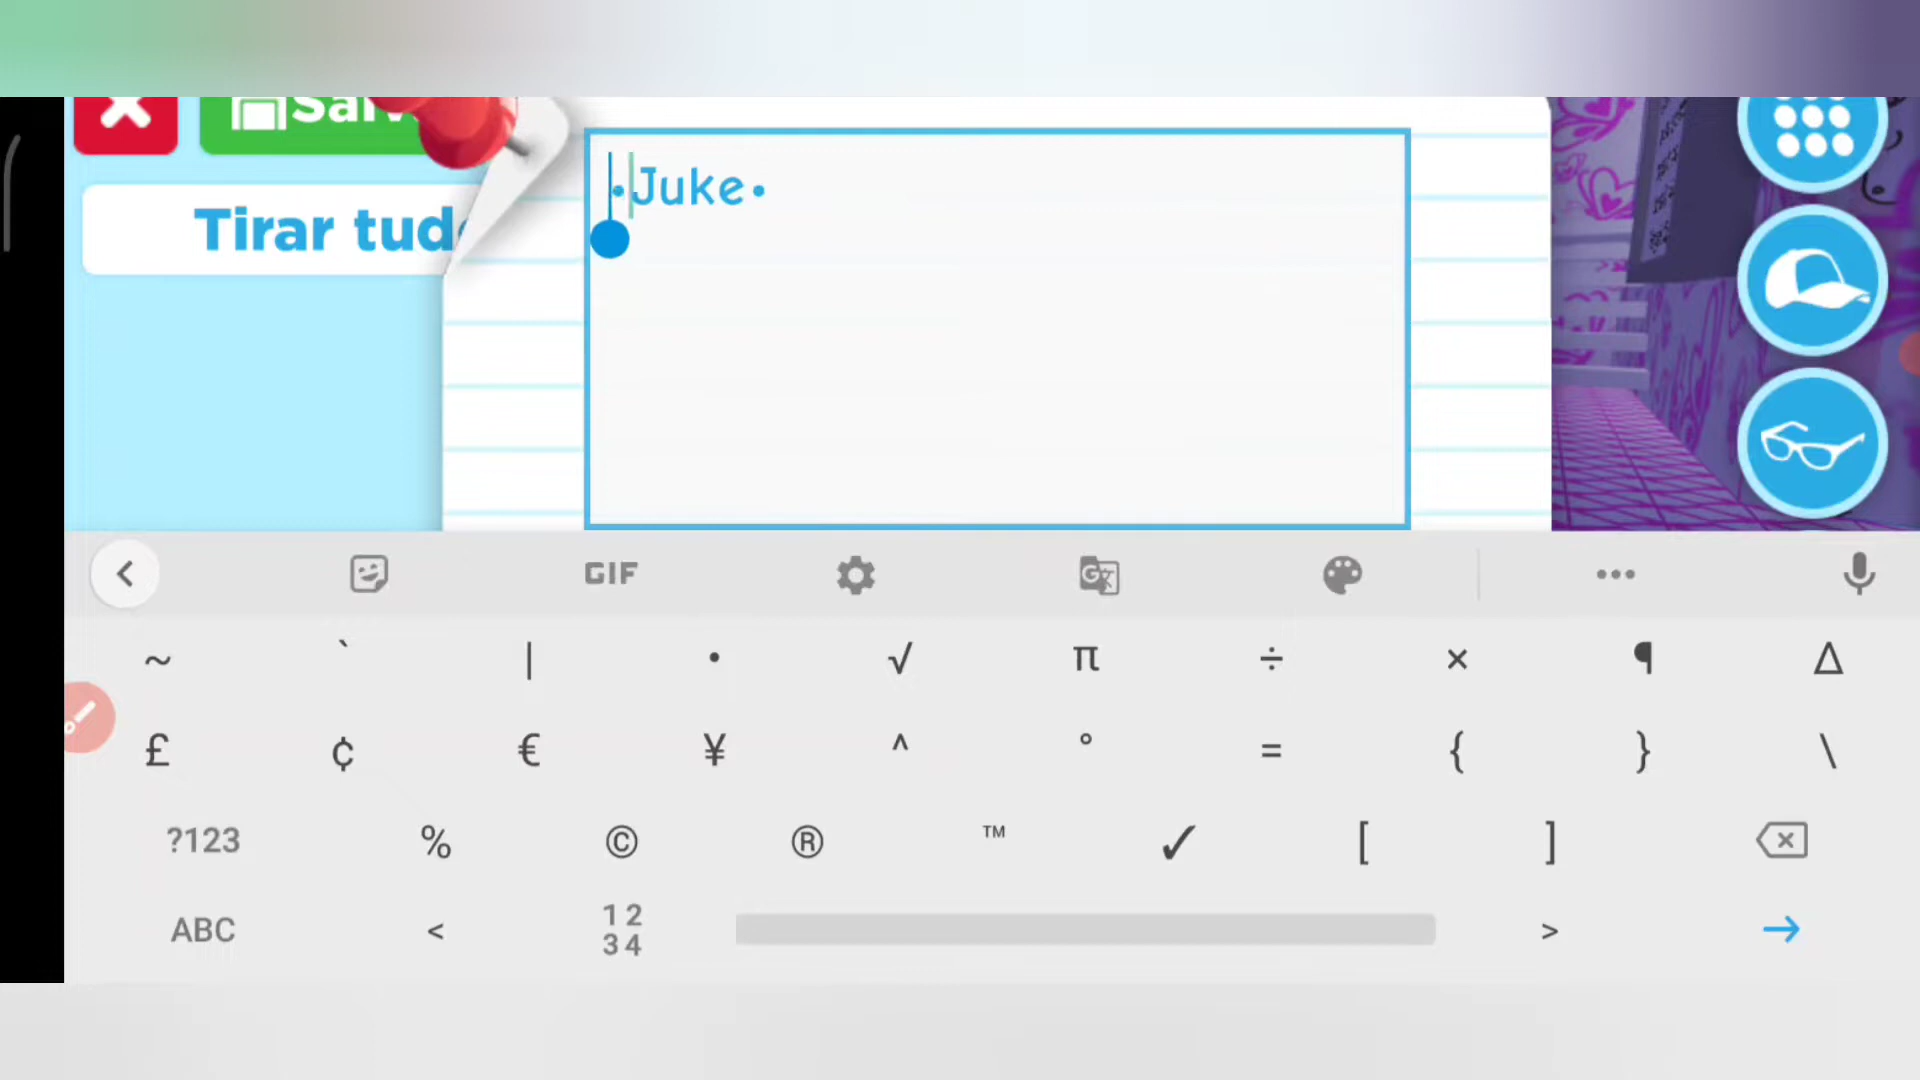 Tirar tud
•Juke•
GIF
~ ` | • √ π ÷ × ¶ Δ
£ ¢ € ¥ ^ ° = { } \
?123 % © ® ™ ✓ [ ]
ABC < 12 >
34